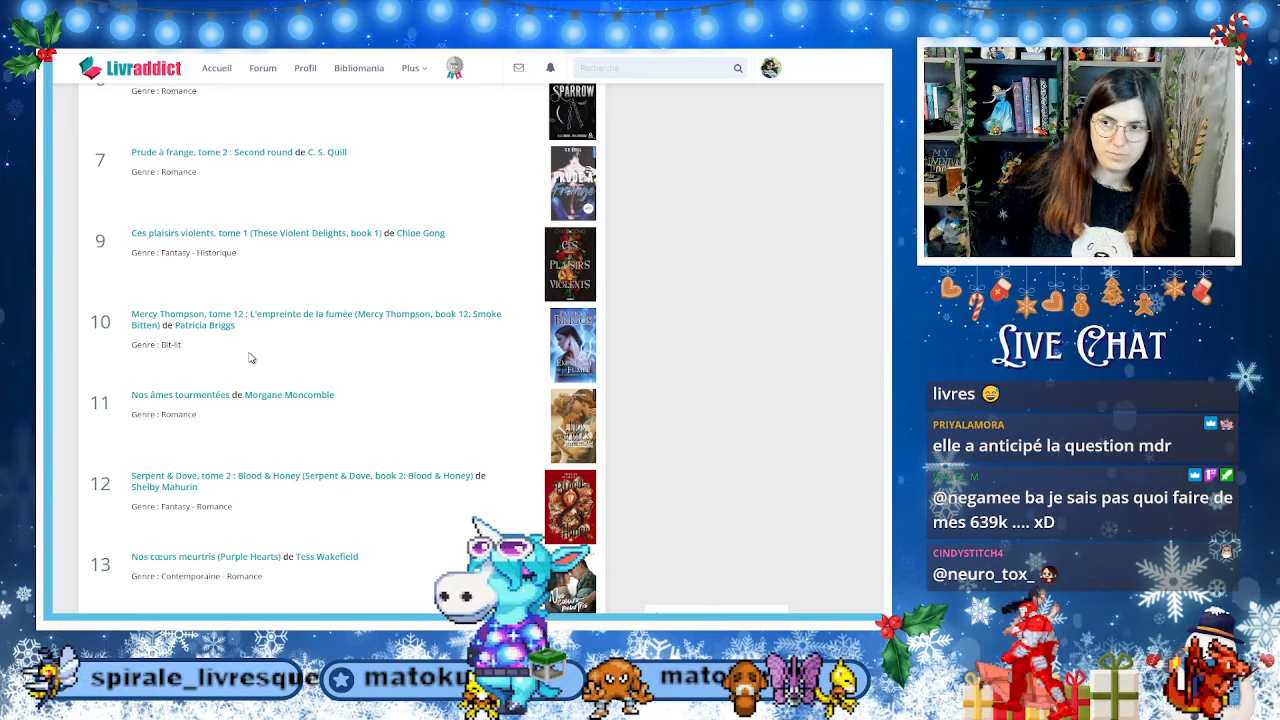 Livraddict
Accueil
Forum
Profil
Bibliomania
Plus
Recherche
Genre : Romance
SPARROW
7
Prude à frange, tome 2 : Second round de C. S. Quill
Genre : Romance
PRUDE À
Frange
9
Ces plaisirs violents, tome 1 (These Violent Delights, book 1) de Chloe Gong
Genre : Fantasy - Historique
CES
PLAISIRS
VIOLENTS
10
Mercy Thompson, tome 12 : L'empreinte de la fumée (Mercy Thompson, book 12: Smoke
Bitten) de Patricia Briggs
Genre : Bit-lit
BRIGGS
11
Nos âmes tourmentées de Morgane Moncomble
Genre : Romance
12
Serpent & Dove, tome 2 : Blood & Honey (Serpent & Dove, book 2: Blood & Honey) de
Shelby Mahurin
Genre : Fantasy - Romance
13
Nos cœurs meurtris (Purple Hearts) de Tess Wakefield
Genre : Contemporaine - Romance
LIVE CHAT
livres 😅
PRIYALAMORA
elle a anticipé la question mdr
@negamee ba je sais pas quoi faire de
mes 639k .... xD
CINDYSTITCH4
@neuro_tox_
spirale_livresque
matoku
mato